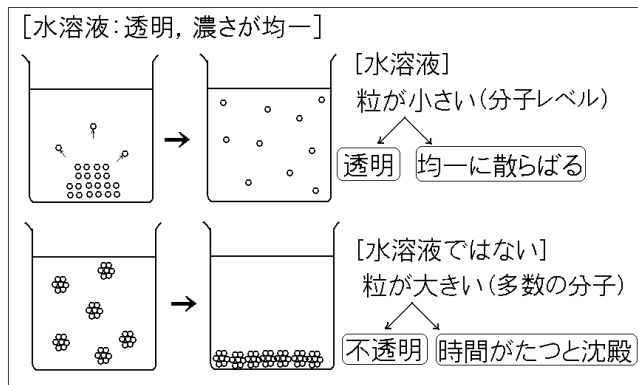 [水溶液：透明，濃さが均一]
[水溶液]
粒が小さい(分子レベル)
透明 均一に散らばる
[水溶液ではない]
粒が大きい(多数の分子)
不透明 時間がたつと沈殿